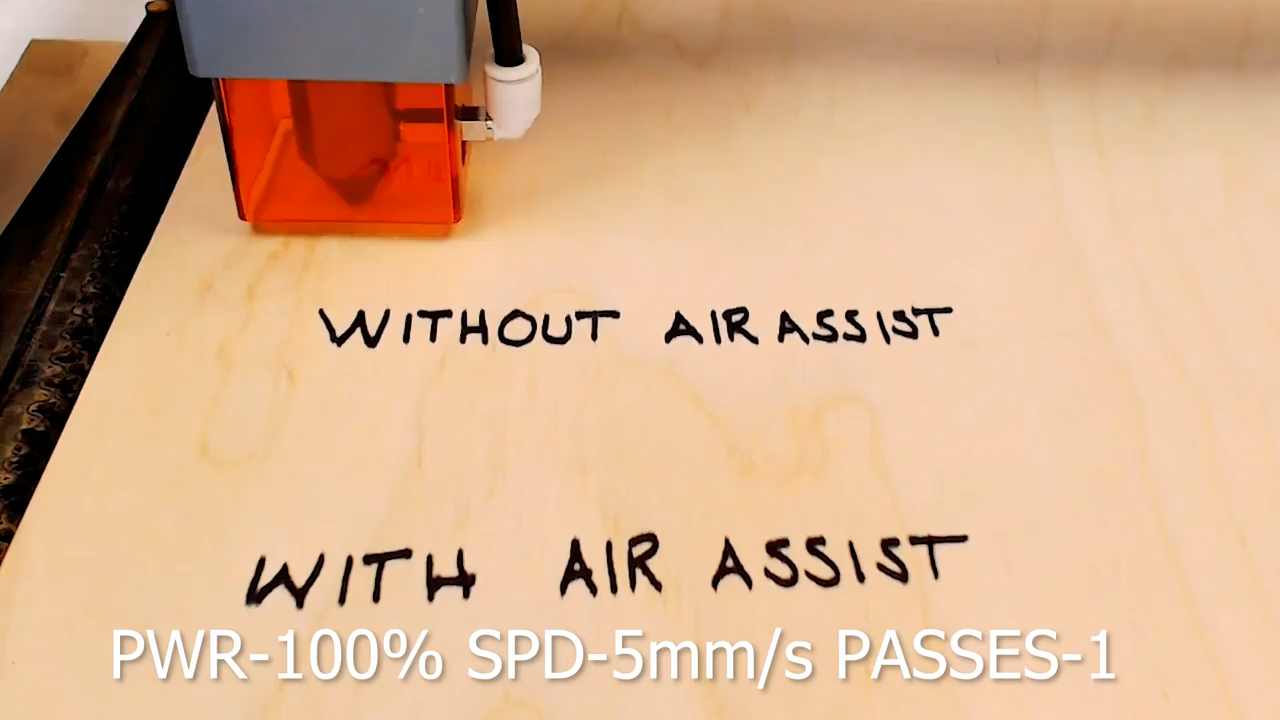 WITHOUT AIR ASSIST
WITH AIR ASSIST
PWR-100% SPD-5mm/s PASSES-1